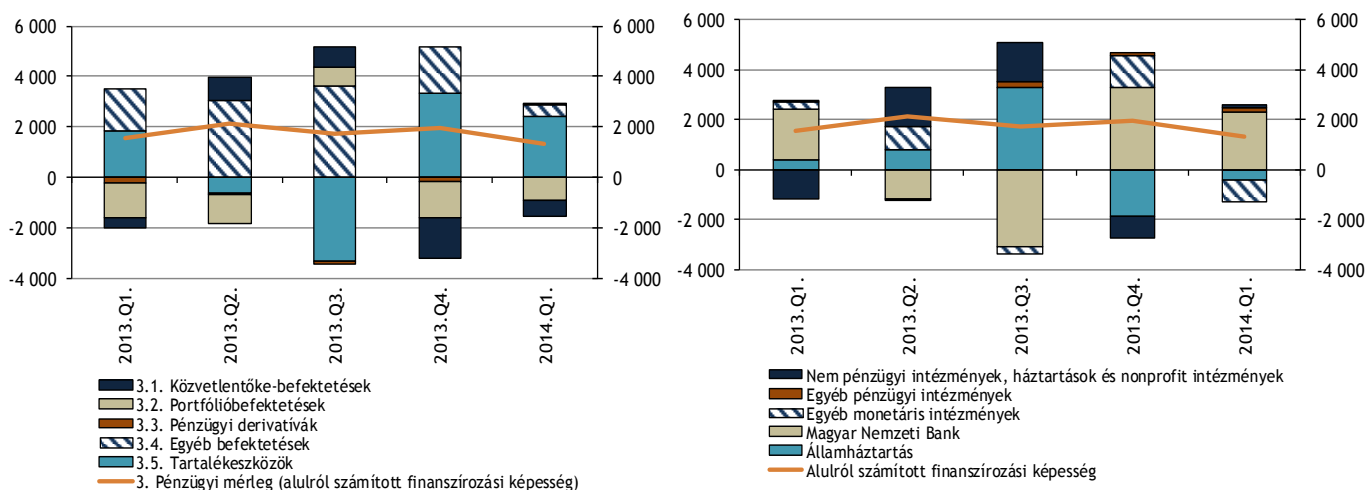 6 000
4 000
2 000
0
-2 000
-4 000
6 000
4 000
2 000
0
-2 000
-4 000
2013.Q1.
2013.Q2.
2013.Q3.
2013.Q4.
2014.Q1.
3.1. Közvetlentőke-befektetések
3.2. Portfólióbefektetések
3.3. Pénzügyi derivatívák
3.4. Egyéb befektetések
3.5. Tartalékeszközök
3. Pénzügyi mérleg (alulról számított finanszírozási képesség)
6 000
4 000
2 000
0
-2 000
-4 000
6 000
4 000
2 000
0
-2 000
-4 000
2013.Q1.
2013.Q2.
2013.Q3.
2013.Q4.
2014.Q1.
Nem pénzügyi intézmények, háztartások és nonprofit intézmények
Egyéb pénzügyi intézmények
Egyéb monetáris intézmények
Magyar Nemzeti Bank
Államháztartás
Alulról számított finanszírozási képesség